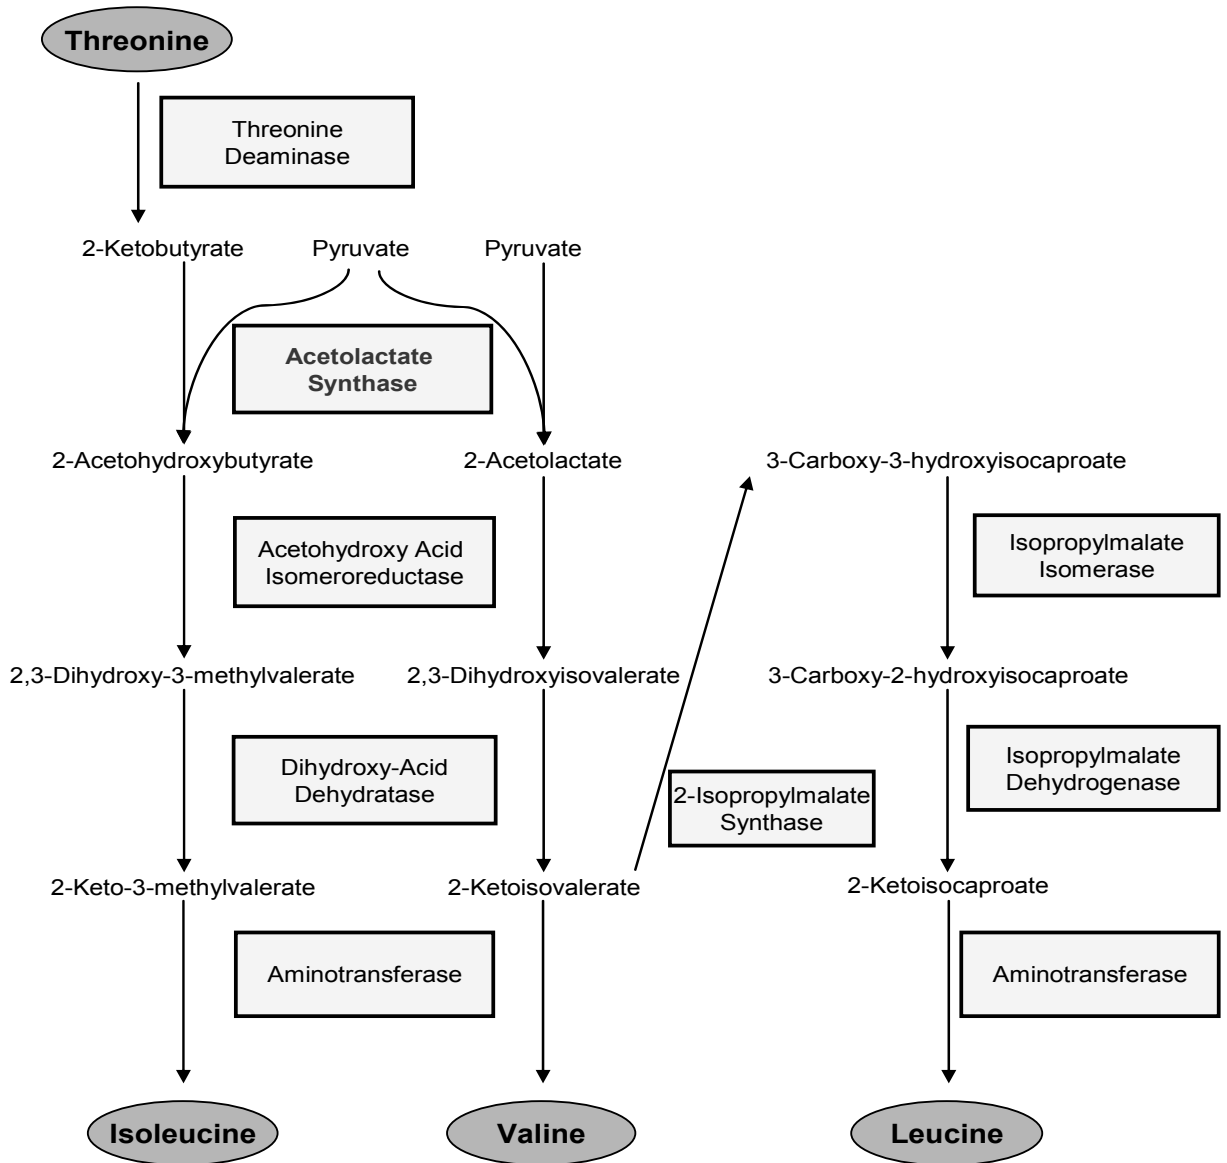 Threonine
Threonine
Deaminase
2-Ketobutyrate
Pyruvate
Pyruvate
Acetolactate
Synthase
2-Acetohydroxybutyrate
2-Acetolactate
3-Carboxy-3-hydroxyisocaproate
Acetohydroxy Acid
Isomeroreductase
Isopropylmalate
Isomerase
2,3-Dihydroxy-3-methylvalerate
2,3-Dihydroxyisovalerate
3-Carboxy-2-hydroxyisocaproate
Dihydroxy-Acid
Dehydratase
2-Isopropylmalate
Synthase
Isopropylmalate
Dehydrogenase
2-Keto-3-methylvalerate
2-Ketoisovalerate
2-Ketoisocaproate
Aminotransferase
Aminotransferase
Isoleucine
Valine
Leucine